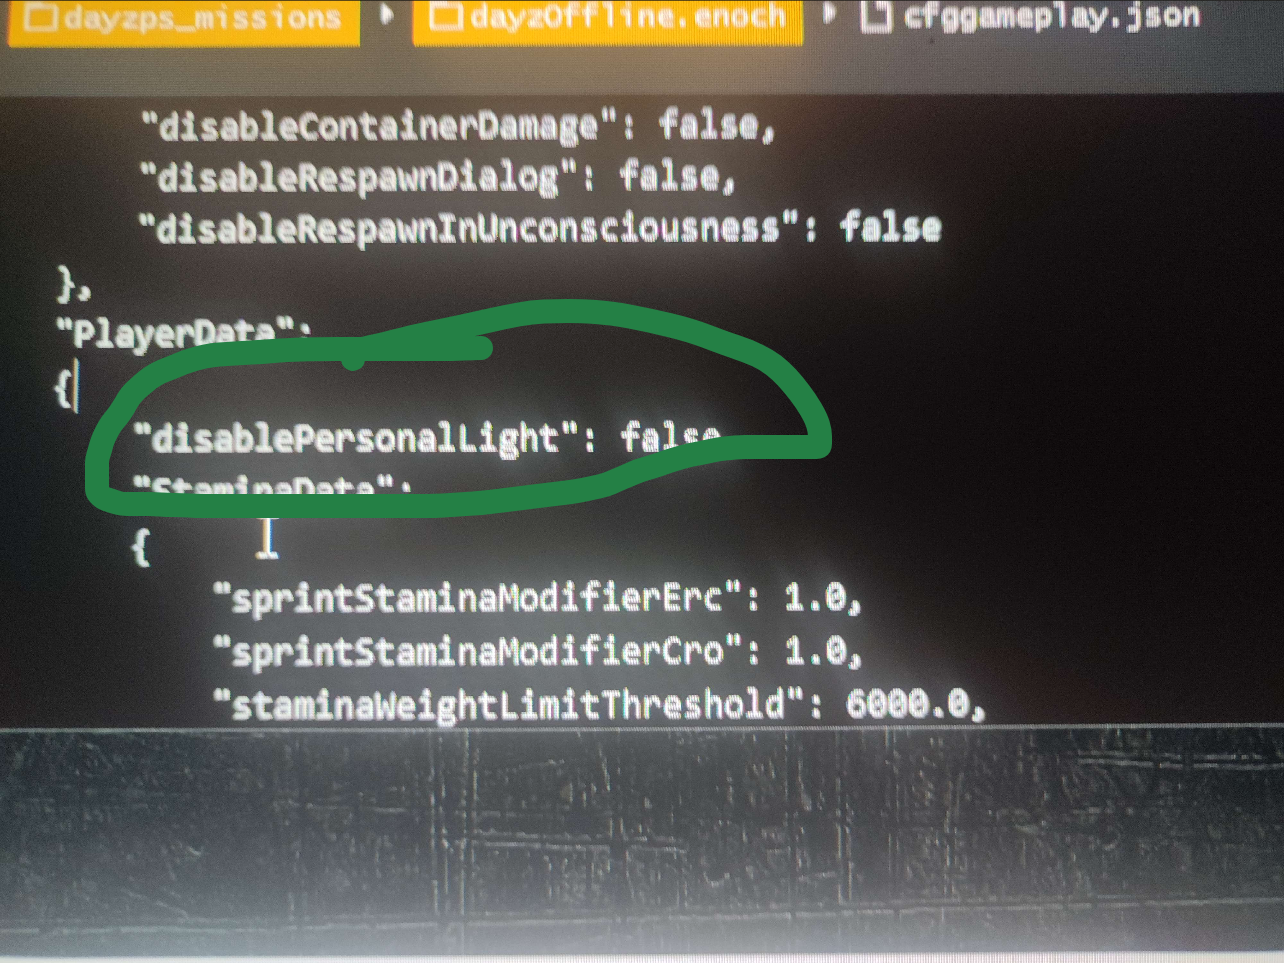 dayzps_missions dayzOffline.enoch cfggameplay.json
"disableContainerDamage": false,
"disableRespawnDialog": false,
"disableRespawnInUnconsciousness": false
},
"PlayerData":
{
"disablePersonalLight": false
"StaminaData":
{
"sprintStaminaModifierErc": 1.0,
"sprintStaminaModifierCro": 1.0,
"staminaWeightLimitThreshold": 6000.0,